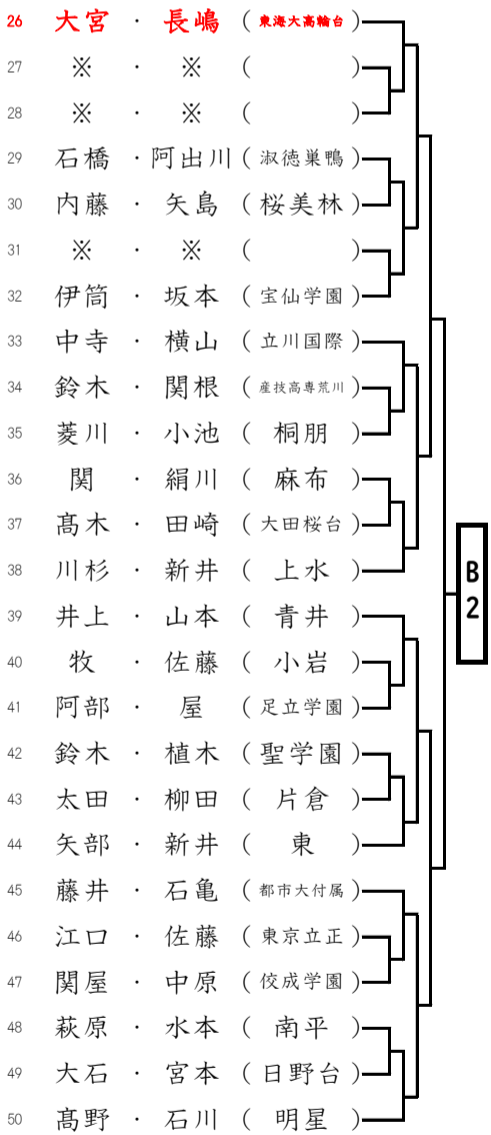 26 大宮 ・ 長嶋 (東海大高輪台)
27 ※ ・ ※ ( )
28 ※ ・ ※ ( )
29 石橋 ・ 阿出川 (淑徳巣鴨)
30 内藤 ・ 矢島 (桜美林)
31 ※ ・ ※ ( )
32 伊筒 ・ 坂本 (宝仙学園)
33 中寺 ・ 横山 (立川国際)
34 鈴木 ・ 関根 (産技高専荒川)
35 菱川 ・ 小池 (桐朋)
36 関 ・ 絹川 (麻布)
37 髙木 ・ 田崎 (大田桜台)
38 川杉 ・ 新井 (上水)
B2
39 井上 ・ 山本 (青井)
40 牧 ・ 佐藤 (小岩)
41 阿部 ・ 屋 (足立学園)
42 鈴木 ・ 植木 (聖学園)
43 太田 ・ 柳田 (片倉)
44 矢部 ・ 新井 (東)
45 藤井 ・ 石亀 (都市大付属)
46 江口 ・ 佐藤 (東京立正)
47 関屋 ・ 中原 (佼成学園)
48 萩原 ・ 水本 (南平)
49 大石 ・ 宮本 (日野台)
50 髙野 ・ 石川 (明星)